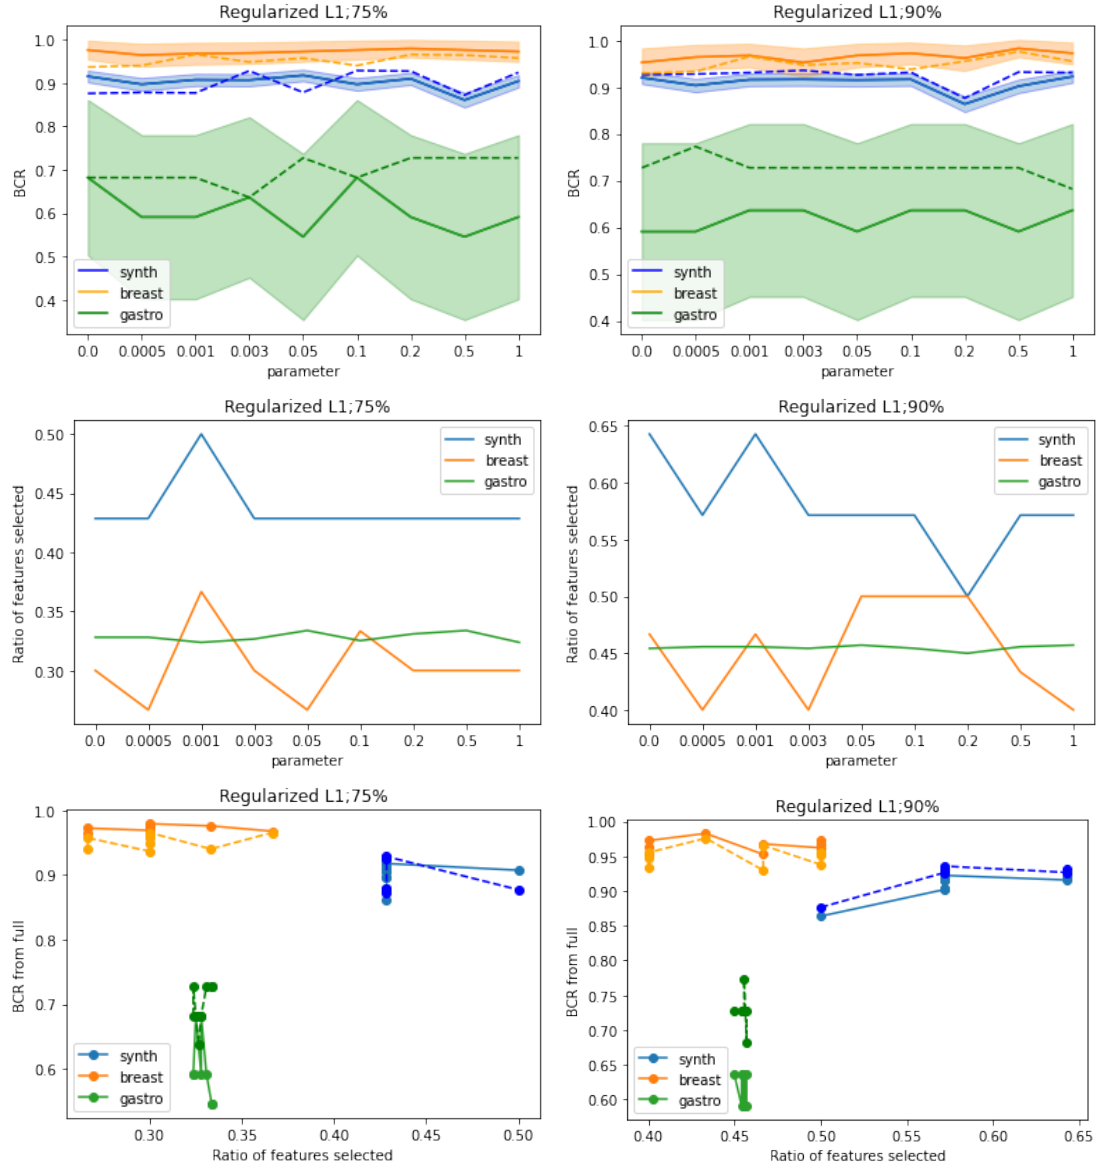 Regularized L1;75%
BCR
1.0
0.9
0.8
0.7
0.6
0.5
0.4
synth
breast
gastro
0.0 0.0005 0.001 0.003 0.05 0.1 0.2 0.5 1
parameter
Regularized L1;90%
BCR
1.0
0.9
0.8
0.7
0.6
0.5
0.4
synth
breast
gastro
0.0 0.0005 0.001 0.003 0.05 0.1 0.2 0.5 1
parameter
Regularized L1;75%
Ratio of features selected
0.50
0.45
0.40
0.35
0.30
synth
breast
gastro
0.0 0.0005 0.001 0.003 0.05 0.1 0.2 0.5 1
parameter
Regularized L1;90%
Ratio of features selected
0.65
0.60
0.55
0.50
0.45
0.40
synth
breast
gastro
0.0 0.0005 0.001 0.003 0.05 0.1 0.2 0.5 1
parameter
Regularized L1;75%
BCR from full
1.0
0.9
0.8
0.7
0.6
synth
breast
gastro
0.30 0.35 0.40 0.45 0.50
Ratio of features selected
Regularized L1;90%
BCR from full
1.00
0.95
0.90
0.85
0.80
0.75
0.70
0.65
0.60
synth
breast
gastro
0.40 0.45 0.50 0.55 0.60 0.65
Ratio of features selected